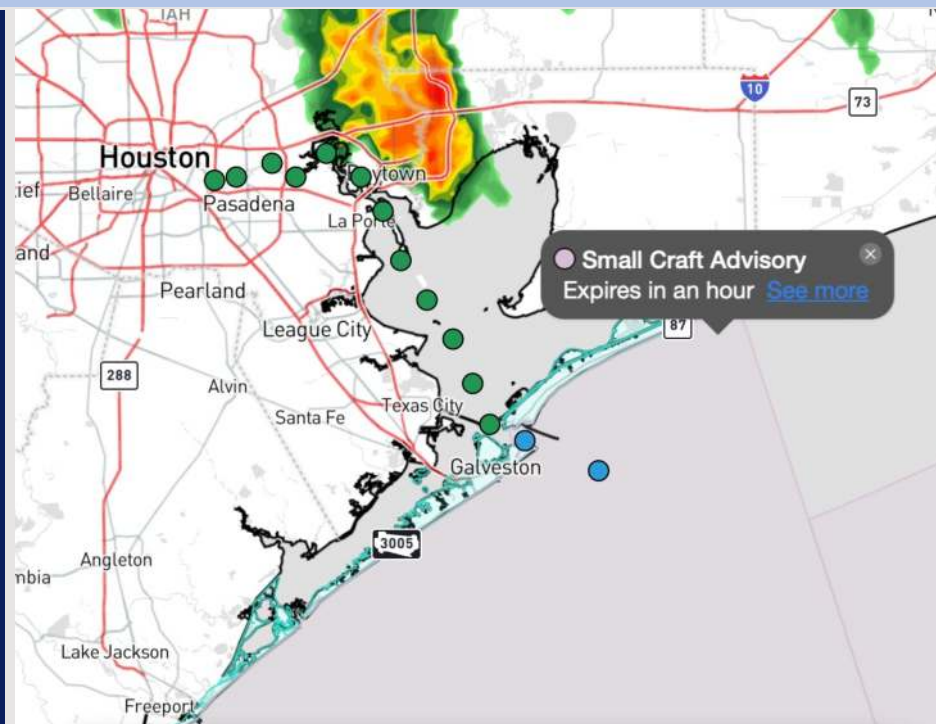 IAH
10
73
Houston
Baytown
Bellaire
Pasadena
La Porte
Small Craft Advisory
Expires in an hour See more
Pearland
87
League City
288
Alvin
Texas City
Santa Fe
Galveston
3005
Angleton
Lake Jackson
Freeport